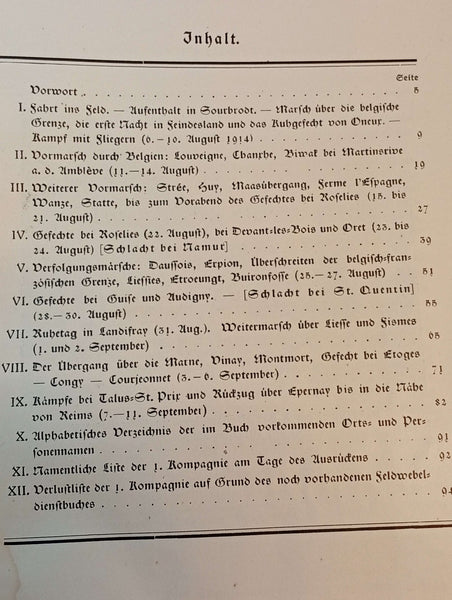 Inhalt.
Seite
Vorwort . . . 5
I. Fahrt ins Feld. — Aufenthalt in Sourbrodt. — Marsch über die belgische
Grenze, die erste Nacht in Feindesland und das Kuhgefecht von Oneux. —
Kampf mit Fliegern (6.–10. August 1914) . . . 9
II. Vormarsch durch Belgien: Louveigne, Chanxhe, Biwak bei Martinrive
a. d. Amblève (11.–14. August) . . . 19
III. Weiterer Vormarsch: Strée, Huy, Maasübergang, Ferme l'Espagne,
Wanze, Statte, bis zum Vorabend des Gefechtes bei Roselies (15. bis
21. August) . . . 27
IV. Gefechte bei Roselies (22. August), bei Devant-les-Bois und Oret (23. bis
24. August) [Schlacht bei Namur] . . . 39
V. Verfolgungsmärsche: Daussois, Erpion, Überschreiten der belgisch-fran-
zösischen Grenze, Liessies, Etroeungt, Buironfosse (25.–27. August) . . . 51
VI. Gefechte bei Guise und Audigny. — [Schlacht bei St. Quentin]
(28.–30. August) . . . 55
VII. Ruhetag in Landifray (31. Aug.). Weitermarsch über Liesse und Fismes
(1. und 2. September) . . . 65
VIII. Der Übergang über die Marne, Vinay, Montmort, Gefecht bei Etoges
— Congy — Courjeonnet (3.–6. September) . . . 71
IX. Kämpfe bei Talus-St. Prix und Rückzug über Epernay bis in die Nähe
von Reims (7.–11. September) . . . 82
X. Alphabetisches Verzeichnis der im Buch vorkommenden Orts- und Per-
sonennamen . . . 91
XI. Namentliche Liste der 1. Kompagnie am Tage des Ausrückens . . . 92
XII. Verlustliste der 1. Kompagnie auf Grund des noch vorhandenen Feldwebel-
dienstbuches . . . 94